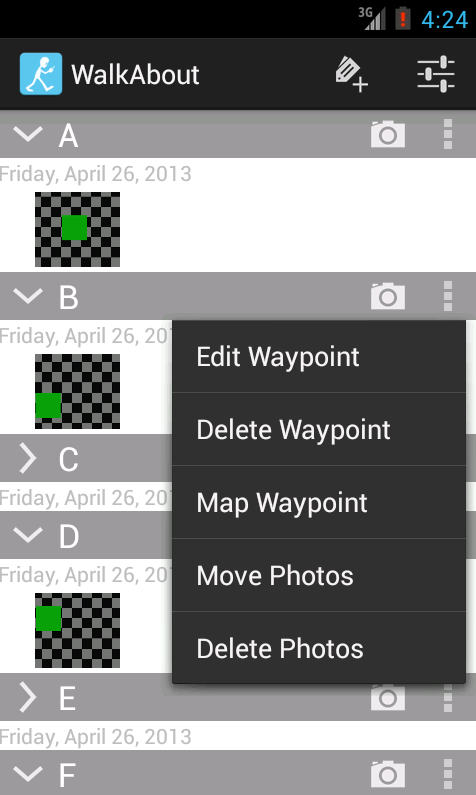 3G 4:24
WalkAbout
A
Friday, April 26, 2013
B
Friday, April 26, 201
Edit Waypoint
Delete Waypoint
C
Map Waypoint
Friday, April 26, 201
D
Friday, April 26, 201
Move Photos
Delete Photos
E
Friday, April 26, 2013
F